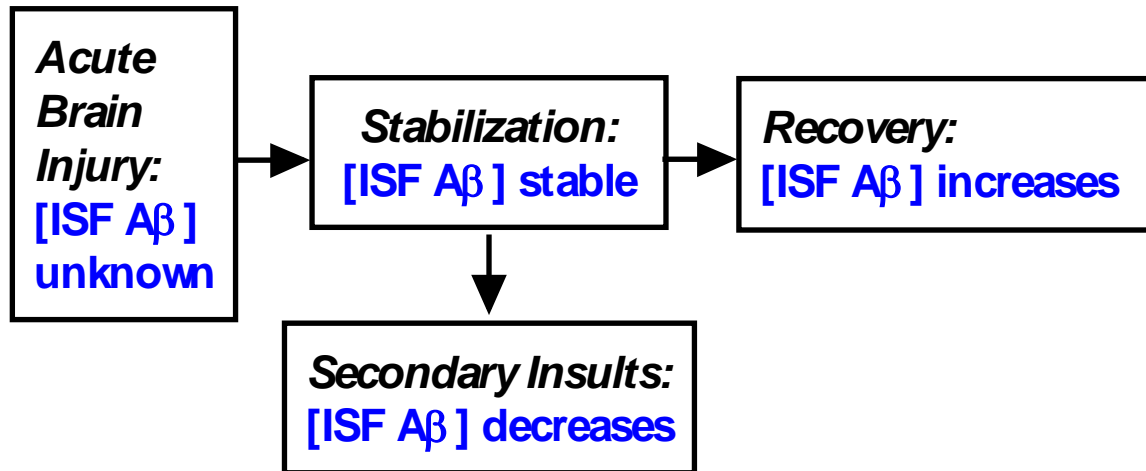 Acute
Brain
Injury:
[ISF Aβ ]
unknown
Stabilization:
[ISF Aβ ] stable
Recovery:
[ISF Aβ ] increases
Secondary Insults:
[ISF Aβ ] decreases